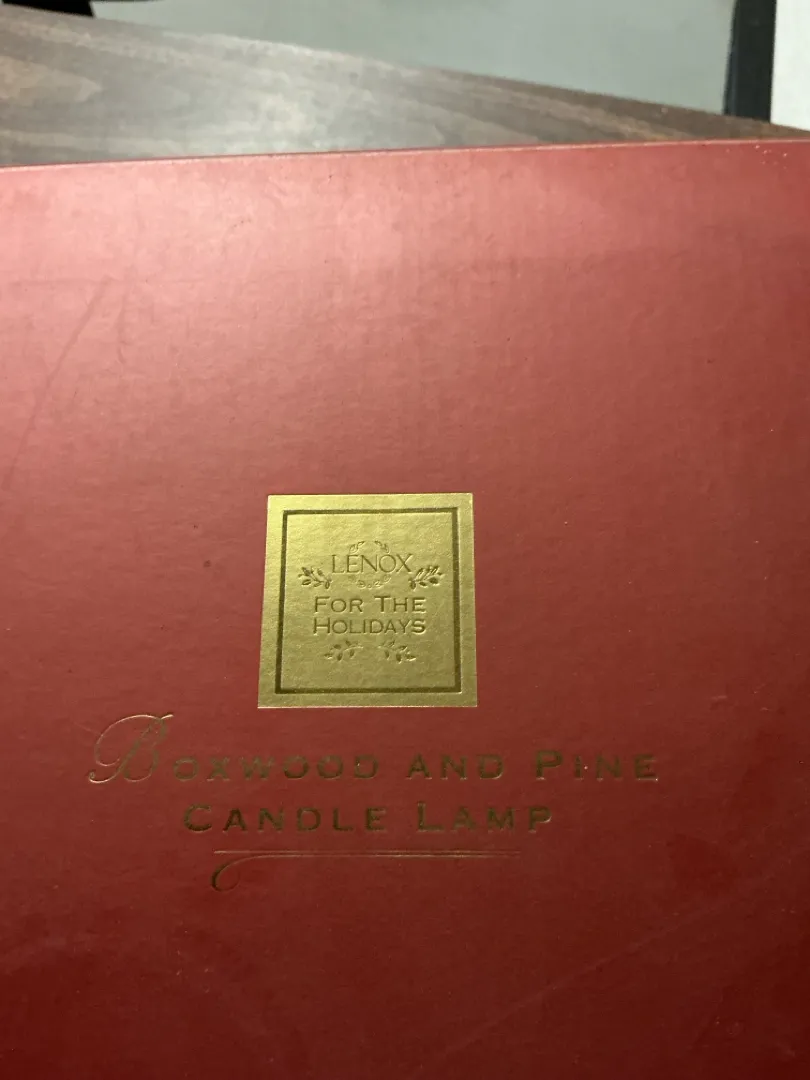 LENOX
FOR THE
HOLIDAYS
BOXWOOD AND PINE
CANDLE LAMP